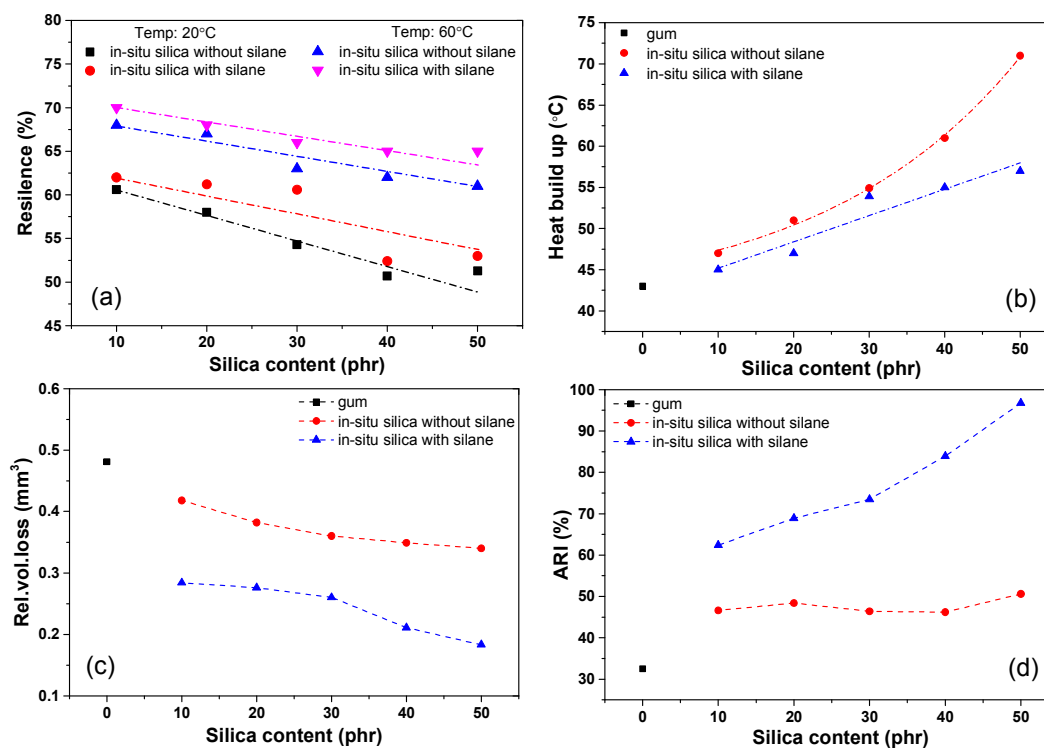 Temp: 20°C Temp: 60°C
in-situ silica without silane in-situ silica without silane
in-situ silica with silane in-situ silica with silane
80
75
70
65
60
55
50
45
Resilence (%)
(a)
10 20 30 40 50
Silica content (phr)
gum
in-situ silica without silane
in-situ silica with silane
75
70
65
60
55
50
45
40
Heat build up (°C)
(b)
0 10 20 30 40 50
Silica content (phr)
gum
in-situ silica without silane
in-situ silica with silane
0.6
0.5
0.4
0.3
0.2
0.1
Rel.vol.loss (mm³)
(c)
0 10 20 30 40 50
Silica content (phr)
gum
in-situ silica without silane
in-situ silica with silane
100
90
80
70
60
50
40
30
ARI (%)
(d)
0 10 20 30 40 50
Silica content (phr)